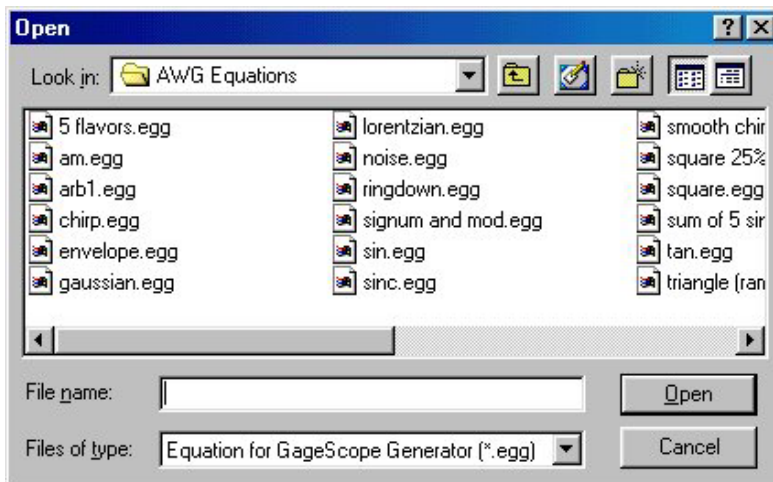 Open
Look in: AWG Equations
5 flavors.egg
am.egg
arb1.egg
chirp.egg
envelope.egg
gaussian.egg
lorentzian.egg
noise.egg
ringdown.egg
signum and mod.egg
sin.egg
sinc.egg
smooth chir
square 25%
square.egg
sum of 5 sin
tan.egg
triangle (ran
File name:
Open
Files of type: Equation for GageScope Generator (*.egg)
Cancel